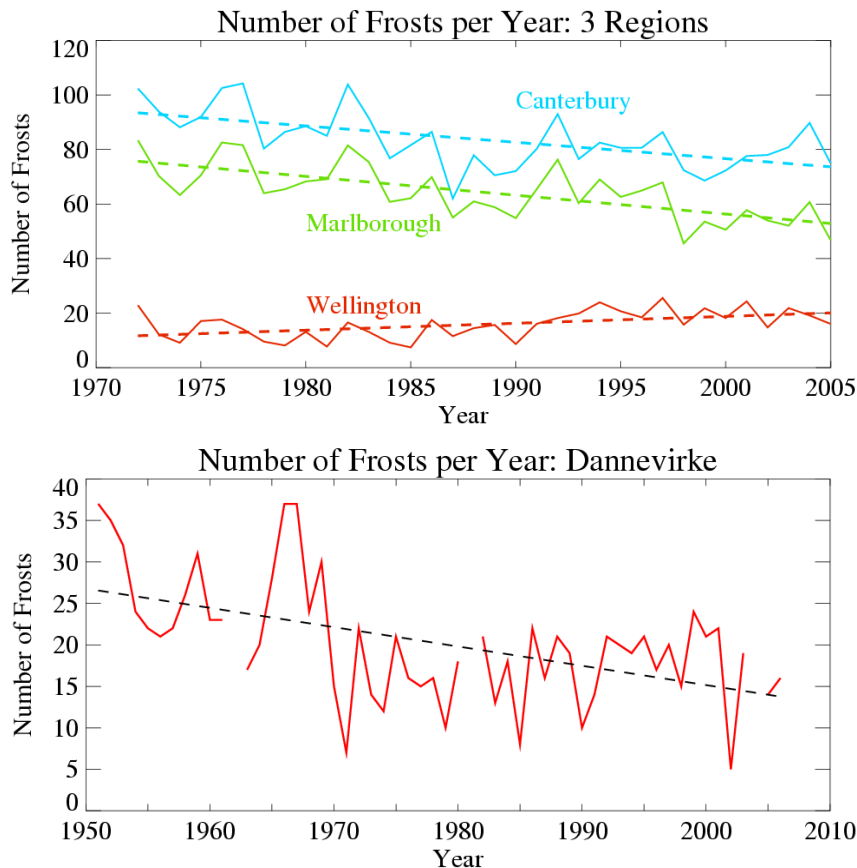 Number of Frosts per Year: 3 Regions
120
100
80
60
40
20
0
Number of Frosts
Canterbury
Marlborough
Wellington
1970 1975 1980 1985 1990 1995 2000 2005
Year
Number of Frosts per Year: Dannevirke
40
35
30
25
20
15
10
5
0
Number of Frosts
1950 1960 1970 1980 1990 2000 2010
Year